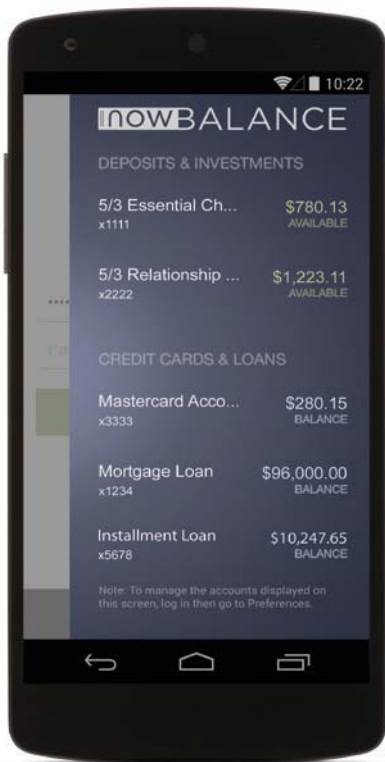 10:22
nowBALANCE
DEPOSITS & INVESTMENTS
5/3 Essential Ch... $780.13
x1111 AVAILABLE
5/3 Relationship ... $1,223.11
x2222 AVAILABLE
CREDIT CARDS & LOANS
Mastercard Acco... $280.15
x3333 BALANCE
Mortgage Loan $96,000.00
x1234 BALANCE
Installment Loan $10,247.65
x5678 BALANCE
Note: To manage the accounts displayed on
this screen, log in then go to Preferences.